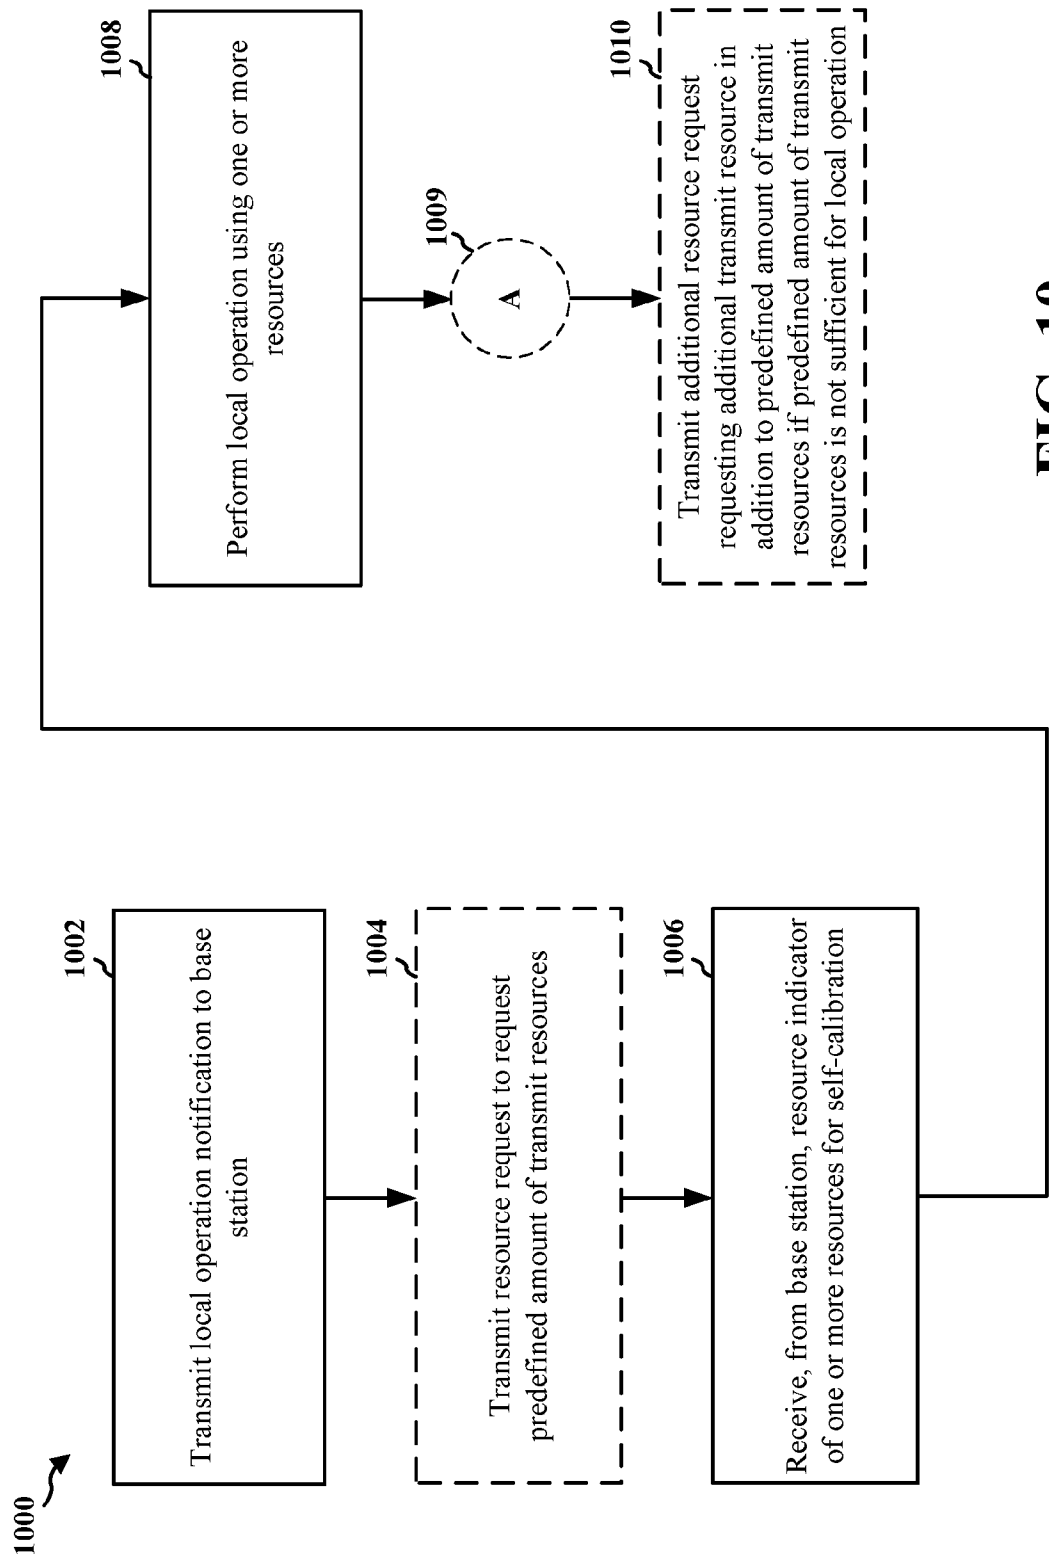 1000
1002
Transmit local operation notification to base
station
1004
Transmit resource request to request
predefined amount of transmit resources
1006
Receive, from base station, resource indicator
of one or more resources for self-calibration
1008
Perform local operation using one or more
resources
1009
A
1010
Transmit additional resource request
requesting additional transmit resource in
addition to predefined amount of transmit
resources if predefined amount of transmit
resources is not sufficient for local operation
FIG. 10